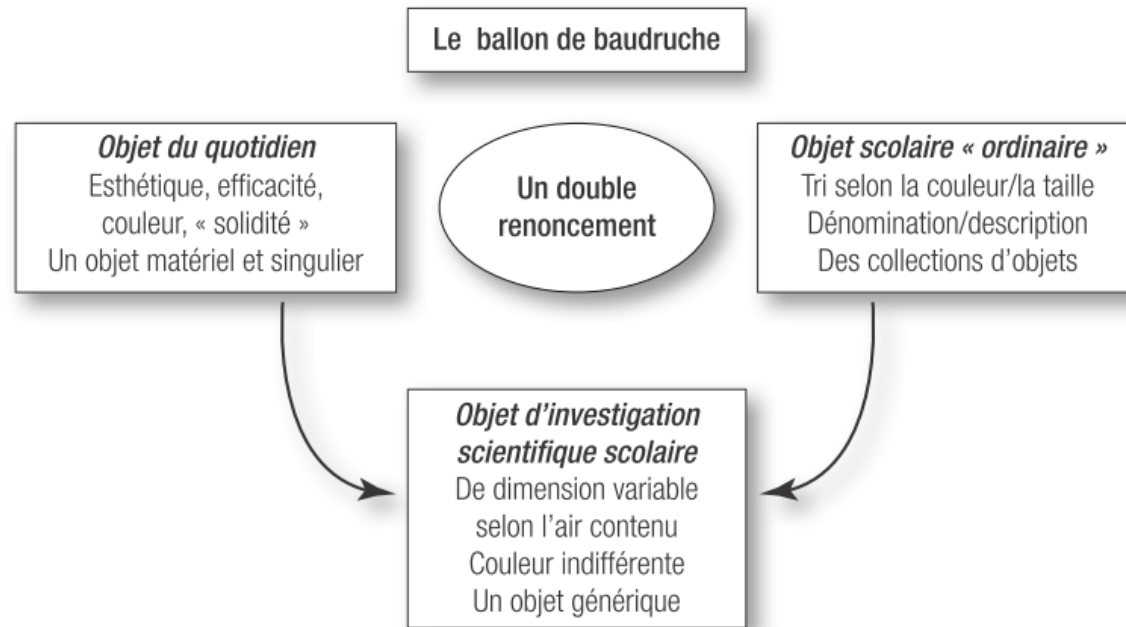 Le ballon de baudruche
Objet du quotidien
Esthétique, efficacité,
couleur, « solidité »
Un objet matériel et singulier
Un double
renoncement
Objet scolaire « ordinaire »
Tri selon la couleur/la taille
Dénomination/description
Des collections d’objets
Objet d’investigation
scientifique scolaire
De dimension variable
selon l’air contenu
Couleur indifférente
Un objet générique